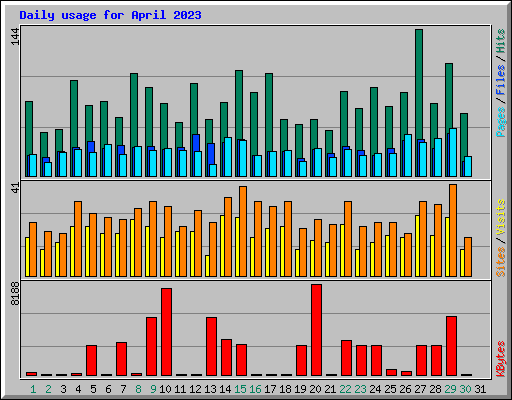 Daily usage for April 2023
144
Pages / Files / Hits
41
Sites / Visits
8188
KBytes
1 2 3 4 5 6 7 8 9 10 11 12 13 14 15 16 17 18 19 20 21 22 23 24 25 26 27 28 29 30 31